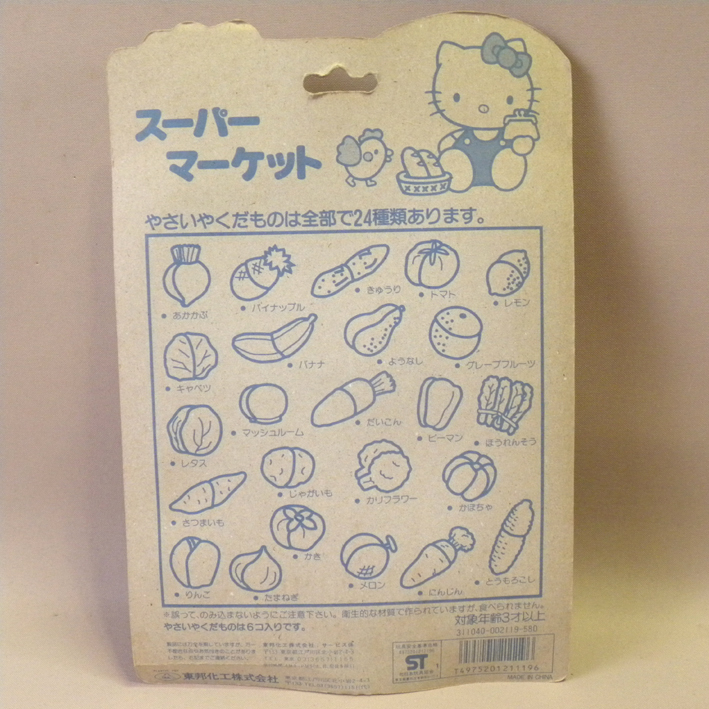 スーパー
マーケット
やさいやくだものは全部で24種類あります。
あかかぶ
パイナップル
きゅうり
トマト
レモン
キャベツ
バナナ
ようなし
グレープフルーツ
マッシュルーム
だいこん
ピーマン
ほうれんそう
レタス
じゃがいも
カリフラワー
かぼちゃ
さつまいも
かき
りんご
たまねぎ
メロン
にんじん
とうもろこし
※誤って、のみ込まないようにご注意下さい。衛生的な材質で作られていますが、食べられません。
対象年齢3才以上
やさいやくだものは6コ入りです。
311040-002119-580
東邦化工株式会社
ST
4975201211196
MADE IN CHINA